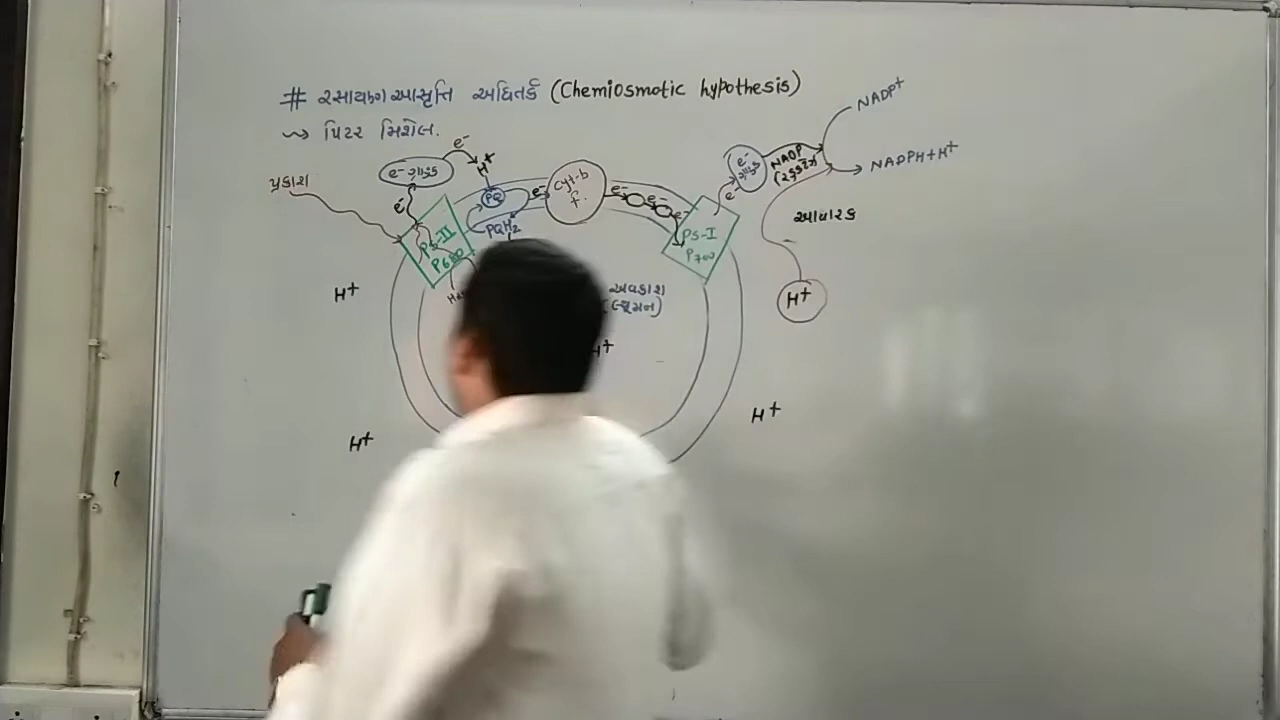 # રસાયણ આસૃતિ અધિતર્ક (Chemiosmotic hypothesis)
~> પિટર મિશેલ.
NADP+
e-
H+
e- ગ્રાહક
પ્રકાશ
e-
PQ
PQH2
e-
cyt-b
f.
e-
e-
e-
e-
e- ગ્રાહક
NADP
(રીડક્ટેઝ)
NADPH+H+
PS-II
P680
PS-I
P700
આધારક
H+
H+
અવકાશ
(લ્યૂમન)
H+
H+
H+